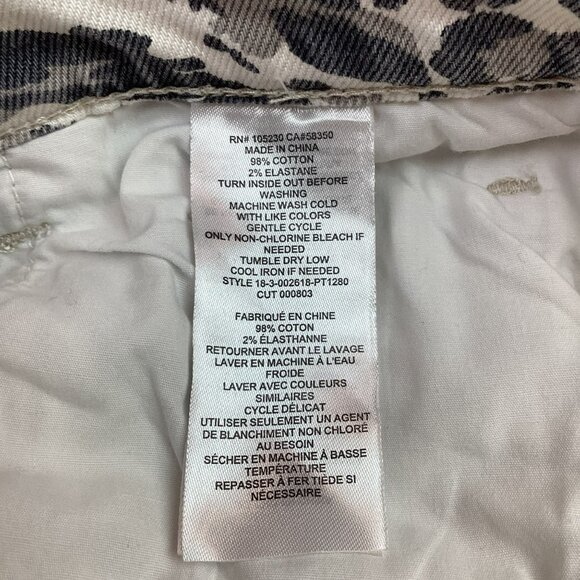 RN# 105230 CA#58350
MADE IN CHINA
98% COTTON
2% ELASTANE
TURN INSIDE OUT BEFORE
WASHING
MACHINE WASH COLD
WITH LIKE COLORS
GENTLE CYCLE
ONLY NON-CHLORINE BLEACH IF
NEEDED
TUMBLE DRY LOW
COOL IRON IF NEEDED
STYLE 18-3-002618-PT1280
CUT 000803
FABRIQUÉ EN CHINE
98% COTON
2% ÉLASTHANNE
RETOURNER AVANT LE LAVAGE
LAVER EN MACHINE À L'EAU
FROIDE
LAVER AVEC COULEURS
SIMILAIRES
CYCLE DÉLICAT
UTILISER SEULEMENT UN AGENT
DE BLANCHIMENT NON CHLORÉ
AU BESOIN
SÉCHER EN MACHINE À BASSE
TEMPÉRATURE
REPASSER À FER TIÈDE SI
NÉCESSAIRE